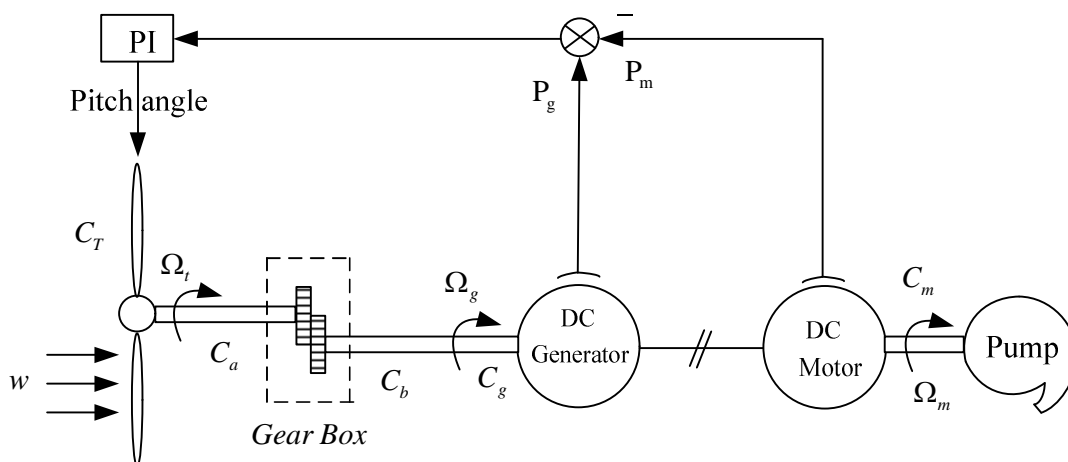 PI
−
P_m
P_g
Pitch angle
C_T
Ω_t
Ω_g
C_m
DC
Generator
DC
Motor
Pump
w
C_a
C_b
C_g
Ω_m
Gear Box